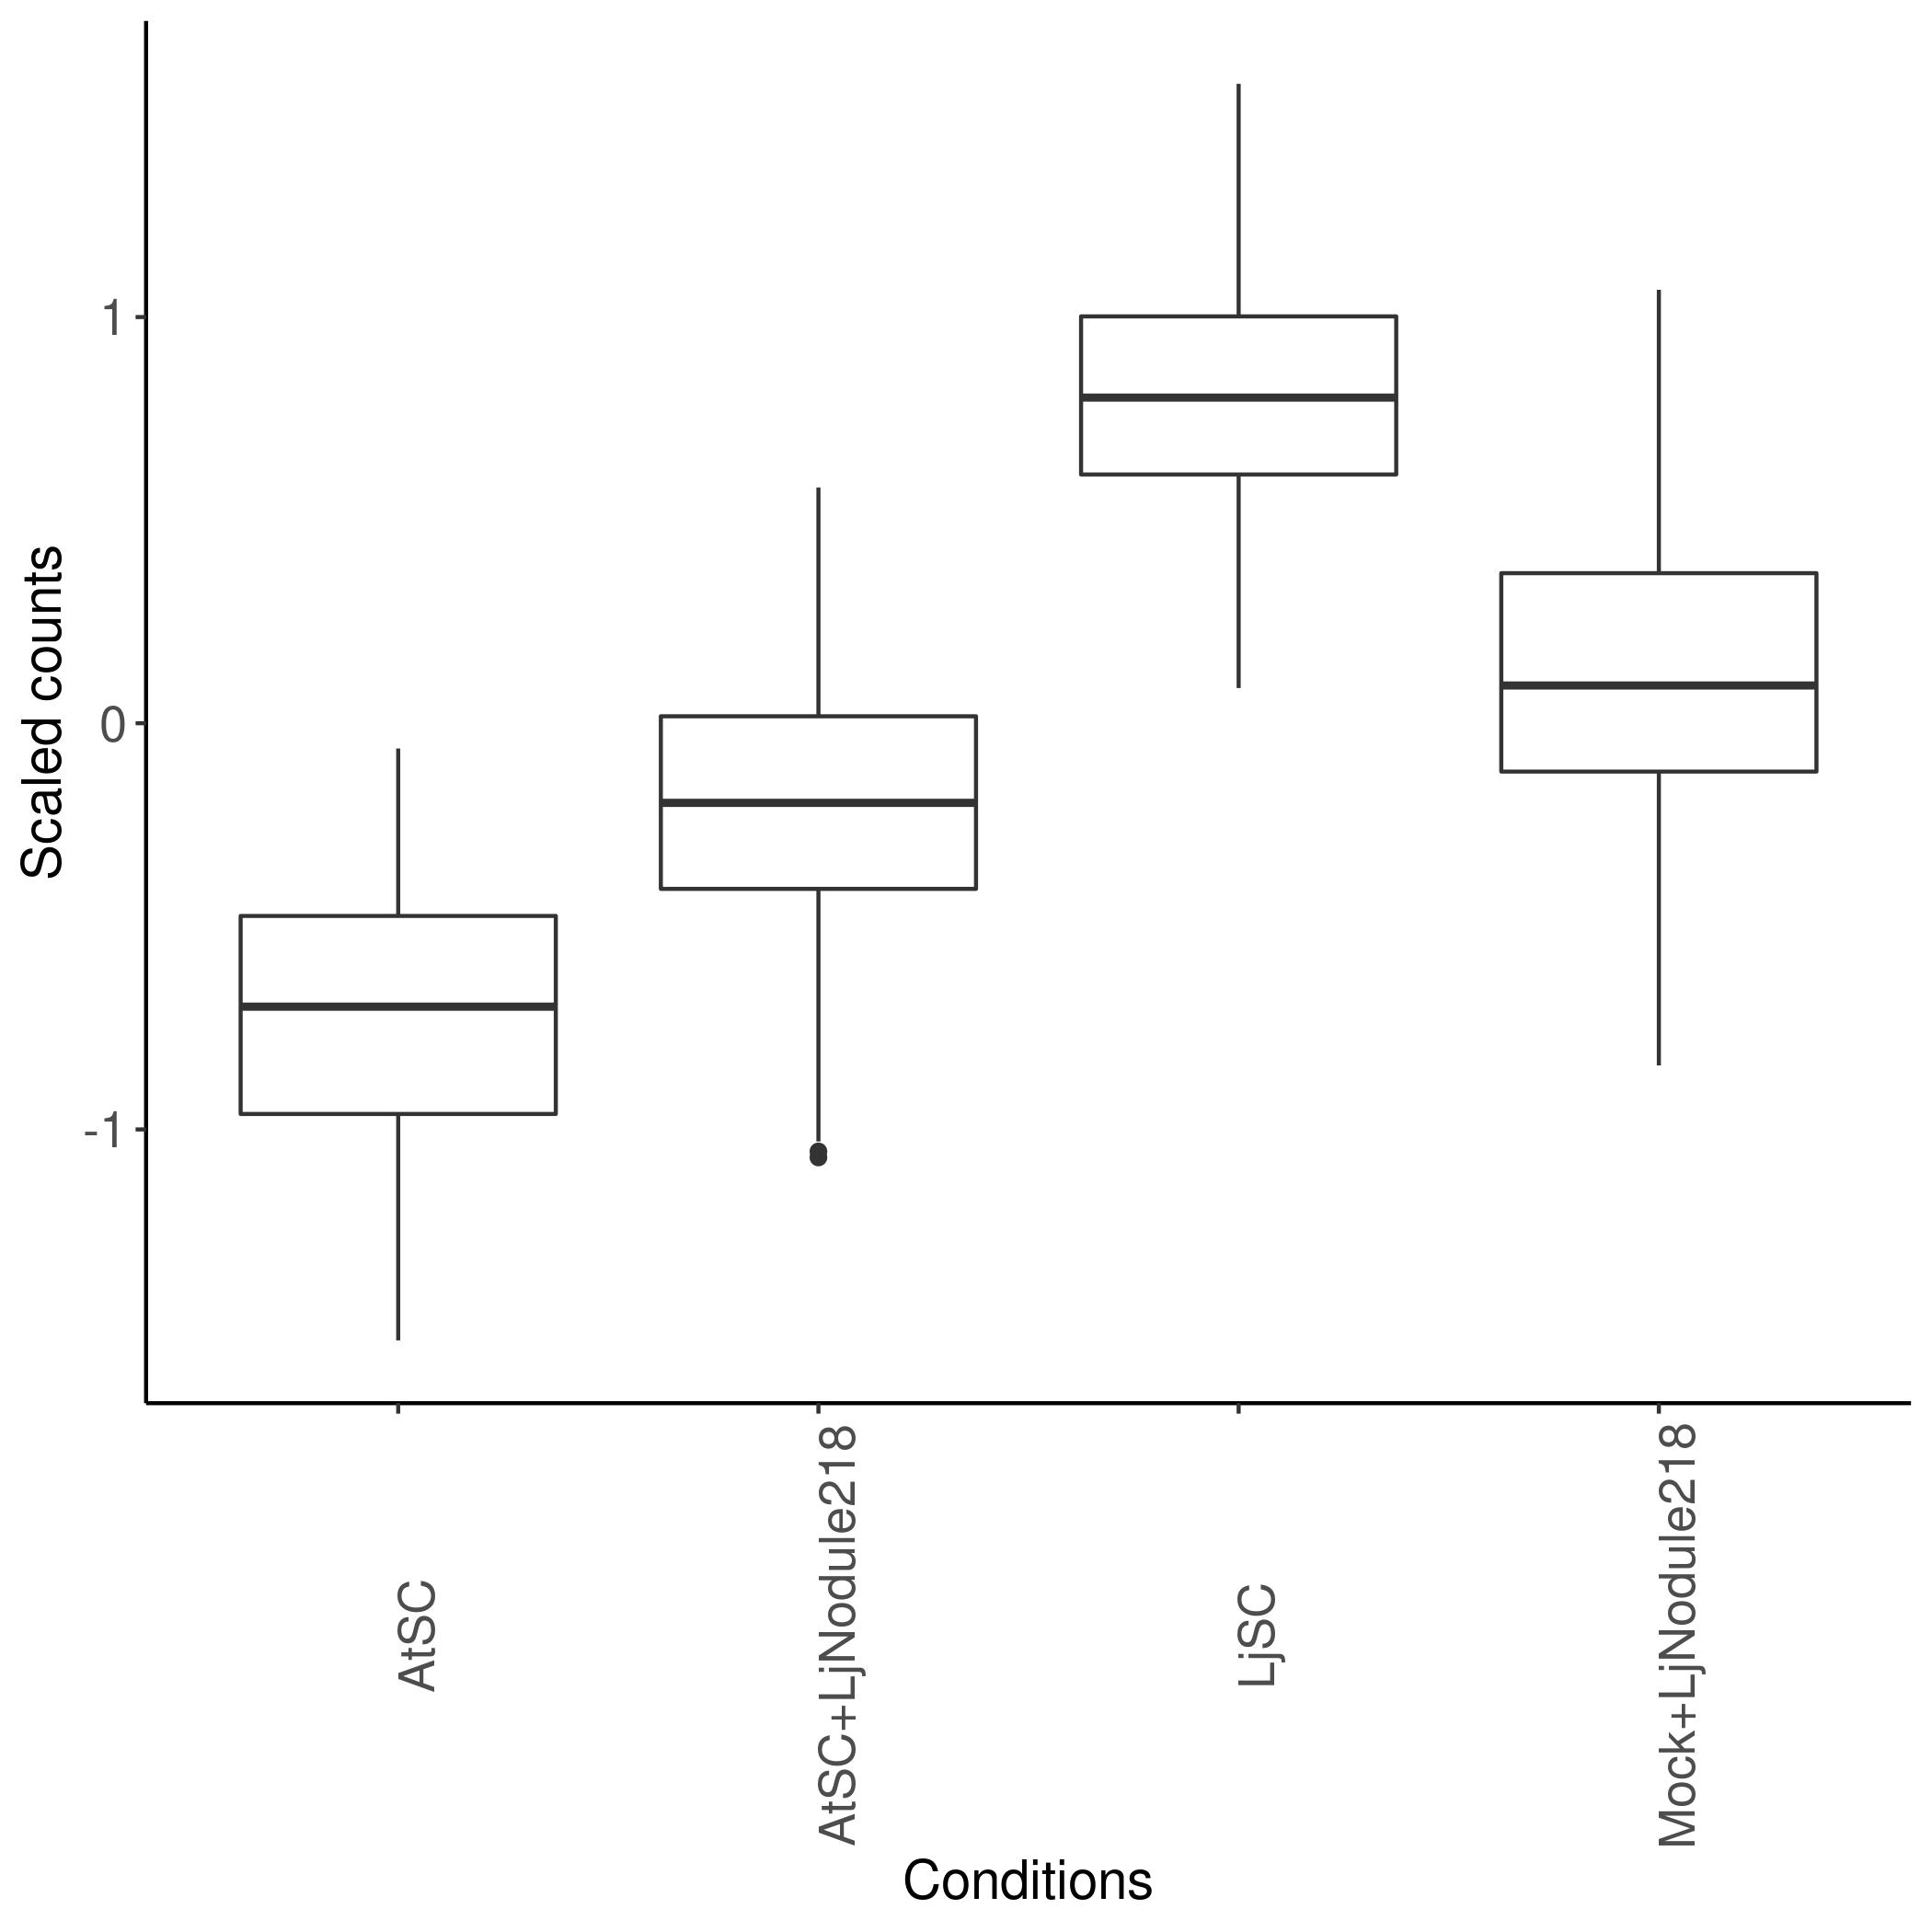 Scaled counts
1
0
-1
AtSC
AtSC+LjNodule218
LjSC
Mock+LjNodule218
Conditions